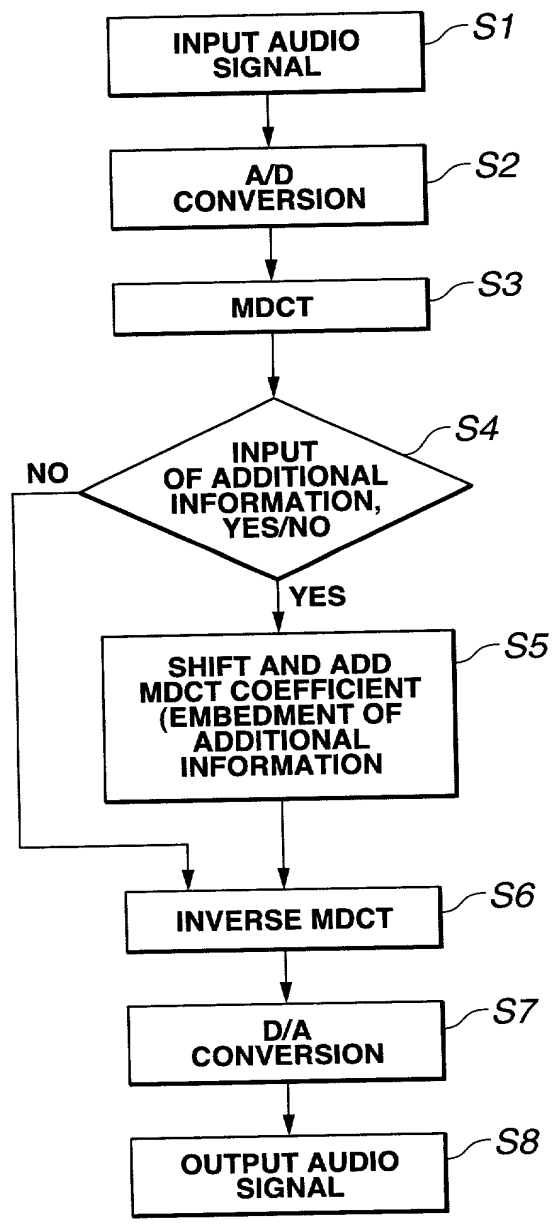 S1
INPUT AUDIO
SIGNAL
S2
A/D
CONVERSION
S3
MDCT
S4
INPUT
OF ADDITIONAL
INFORMATION,
YES/NO
NO
YES
S5
SHIFT AND ADD
MDCT COEFFICIENT
(EMBEDMENT OF
ADDITIONAL
INFORMATION
S6
INVERSE MDCT
S7
D/A
CONVERSION
S8
OUTPUT AUDIO
SIGNAL